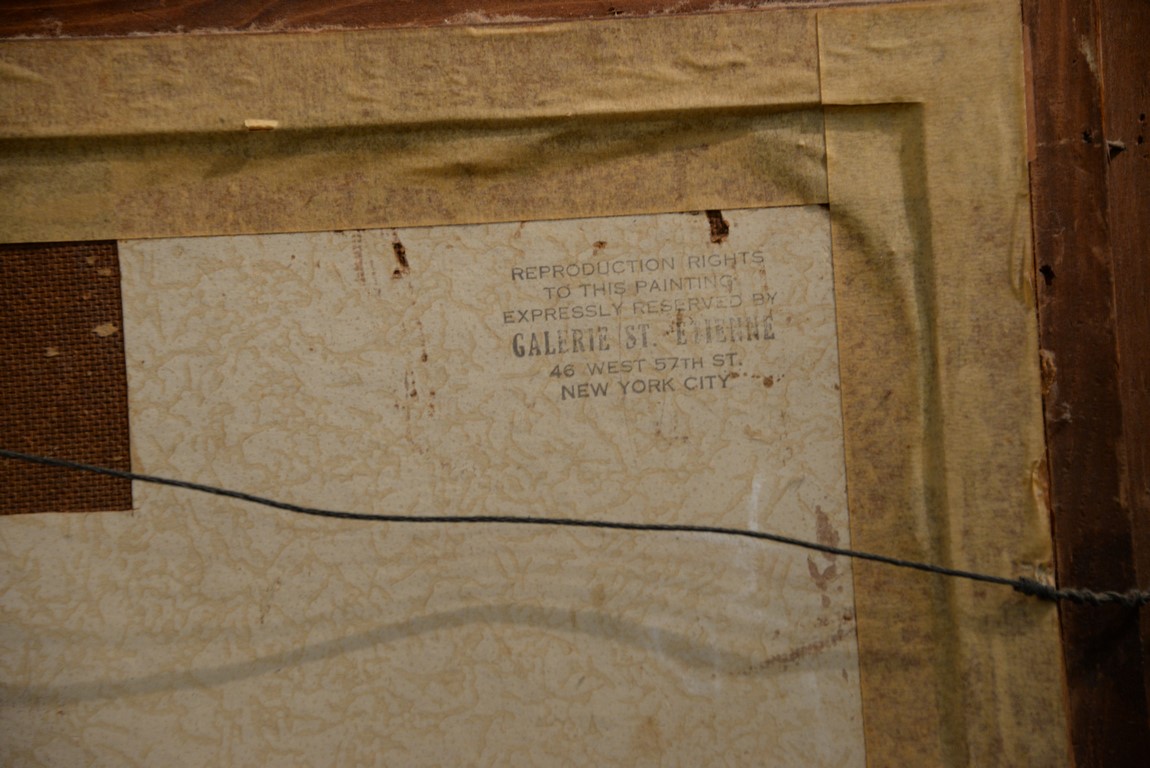 REPRODUCTION RIGHTS
TO THIS PAINTING
EXPRESSLY RESERVED BY
GALERIE ST. ETIENNE
46 WEST 57TH ST.
NEW YORK CITY